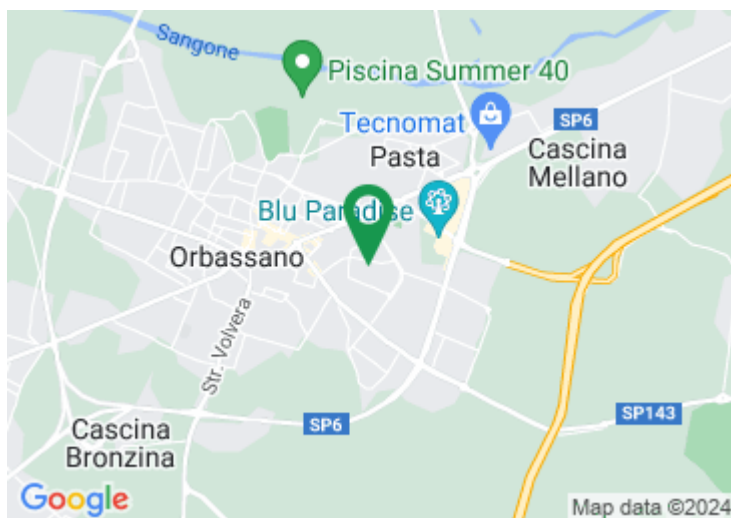 Sangone
Piscina Summer 40
Tecnomat
SP6
Pasta
Cascina
Mellano
Blu Paradise
Orbassano
Str. Volvera
SP6
SP143
Cascina
Bronzina
Google
Map data ©2024